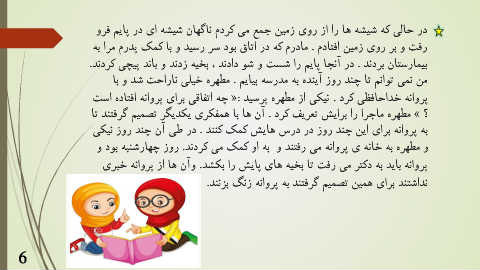 در حالی که شیشه ها را از روی زمین جمع می کردم ناگهان شیشه ای در پایم فرو
رفت و بر روی زمین افتادم . مادرم که در اتاق بود سر رسید و با کمک پدرم مرا به
بیمارستان بردند . در آنجا پایم را شست و شو دادند ، بخیه زدند و باند پیچی کردند.
من نمی توانم تا چند روز آینده به مدرسه بیایم . مطهره خیلی ناراحت شد و با
پروانه خداحافظی کرد . نیکی از مطهره پرسید :« چه اتفاقی برای پروانه افتاده است
؟ » مطهره ماجرا را برایش تعریف کرد . آن ها با همفکری یکدیگر تصمیم گرفتند تا
به پروانه برای این چند روز در درس هایش کمک کنند . در طی آن چند روز نیکی
و مطهره به خانه ی پروانه می رفتند و به او کمک می کردند. روز چهارشنبه بود و
پروانه باید به دکتر می رفت تا بخیه های پایش را بکشد. وآن ها از پروانه خبری
نداشتند برای همین تصمیم گرفتند به پروانه زنگ بزنند.
6